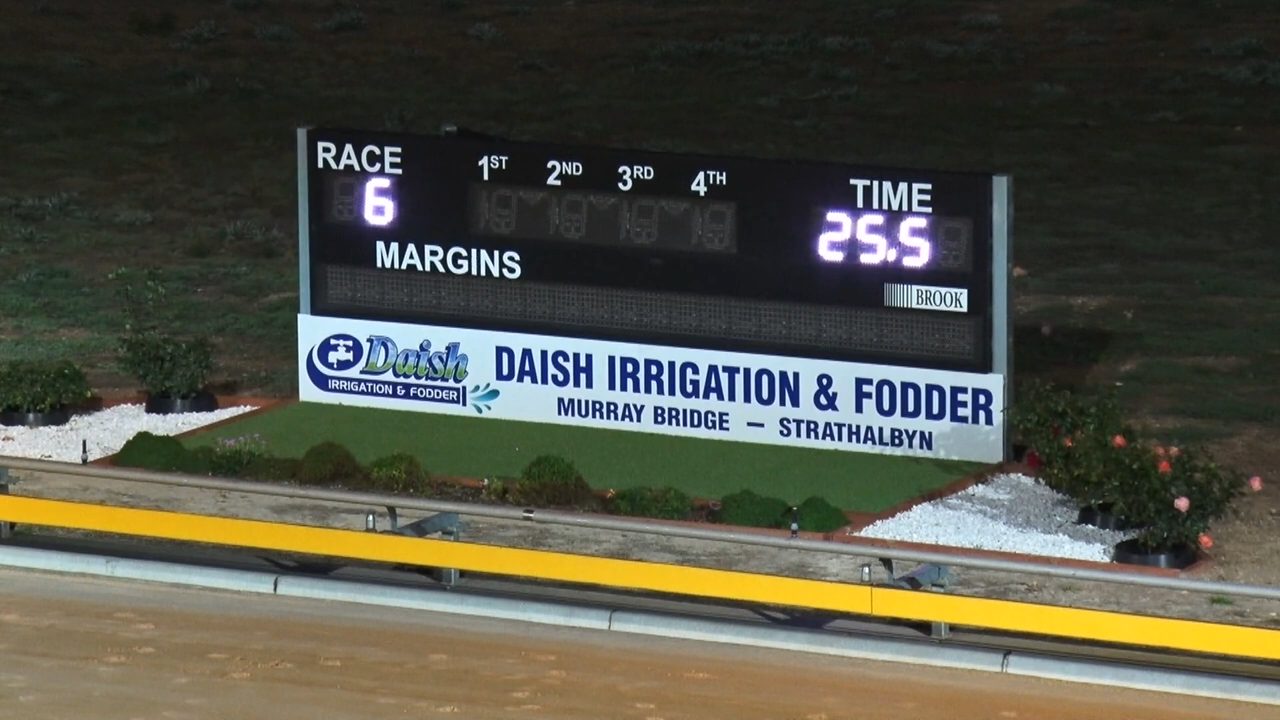 RACE 1ST 2ND 3RD 4TH TIME
6 25.5
MARGINS
BROOK
Daish
IRRIGATION & FODDER
DAISH IRRIGATION & FODDER
MURRAY BRIDGE — STRATHALBYN